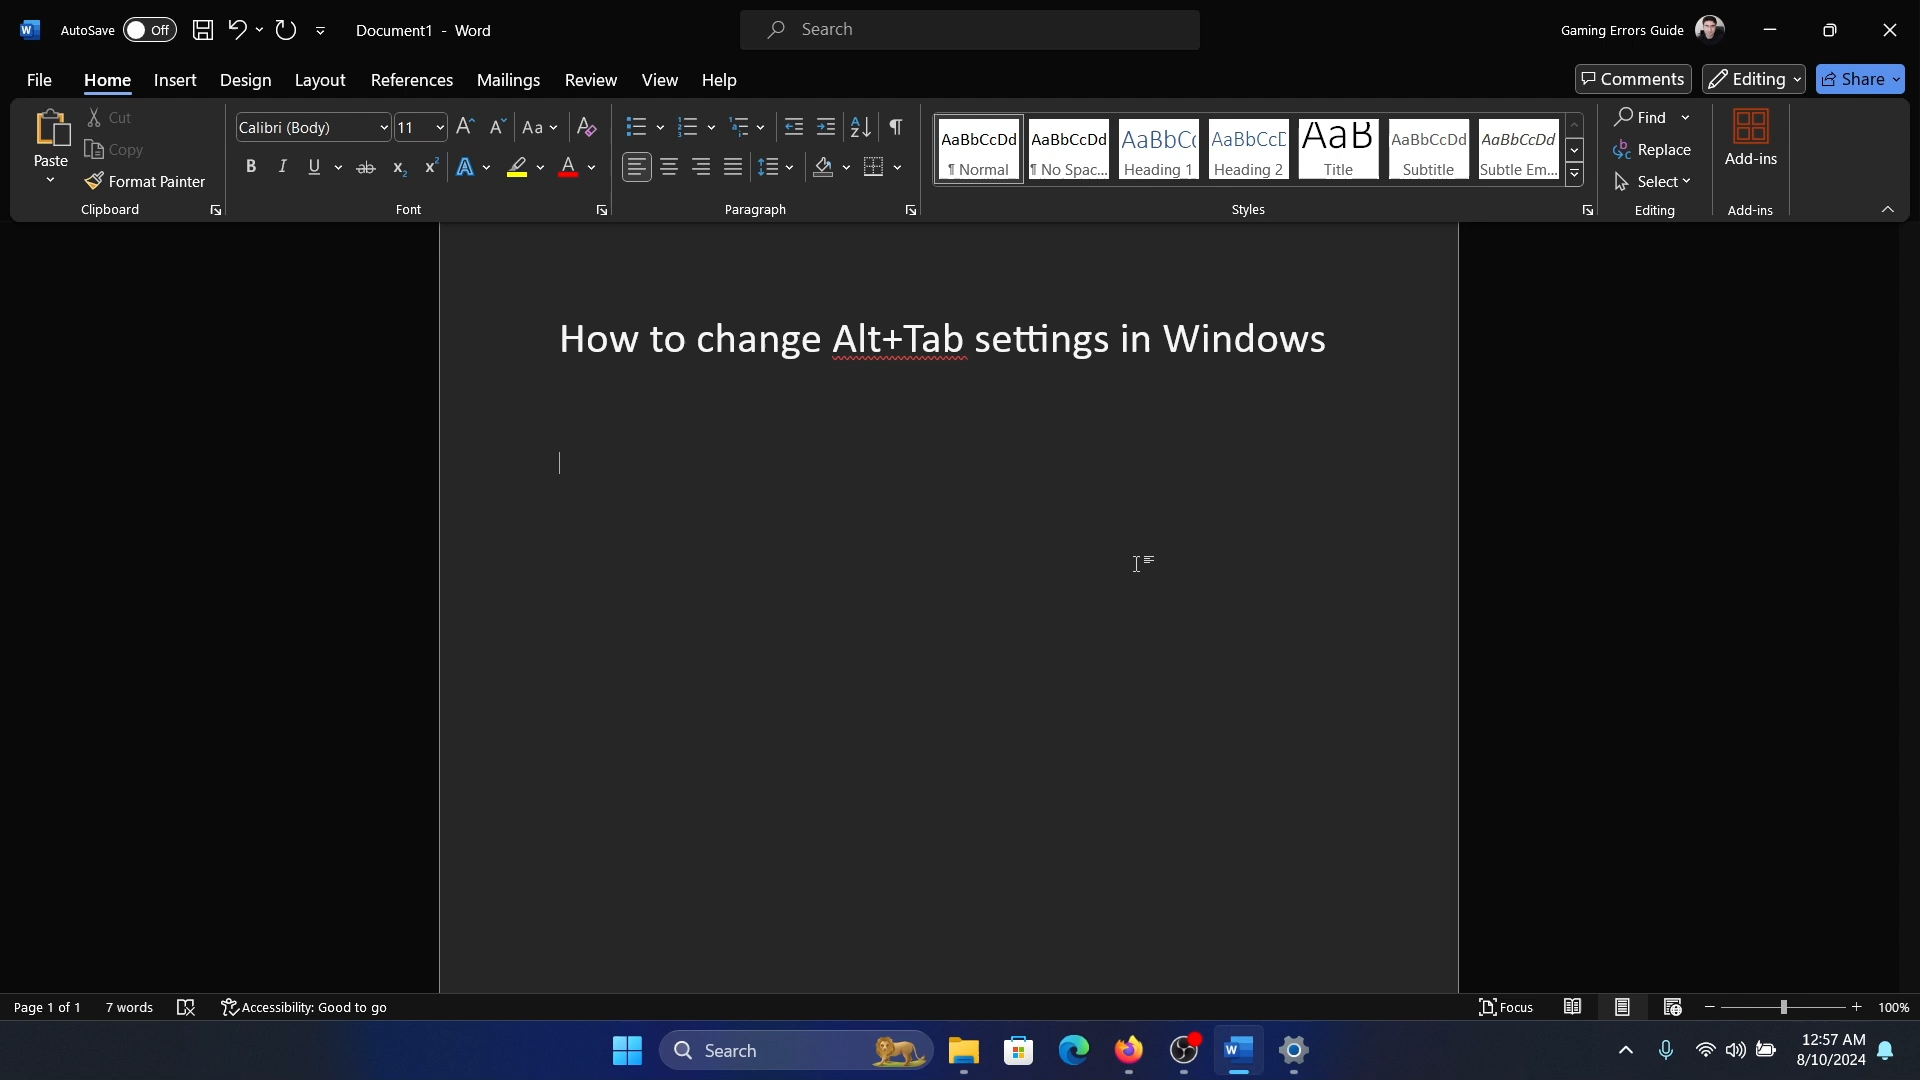 W AutoSave Off Document1 - Word Search Gaming Errors Guide
File Home Insert Design Layout References Mailings Review View Help Comments Editing Share
Paste Cut Copy Format Painter Clipboard
Calibri (Body) 11 A A Aa A
B I U ab x₂ x² A A Font
A Z ¶ Paragraph
AaBbCcDd AaBbCcDd AaBbCc AaBbCcD AaB AaBbCcDd AaBbCcDd
¶ Normal ¶ No Spac... Heading 1 Heading 2 Title Subtitle Subtle Em...
Styles
Find
Replace
Select
Editing
Add-ins
Add-ins
How to change Alt+Tab settings in Windows
Page 1 of 1 7 words Accessibility: Good to go Focus 100%
Search W 12:57 AM
8/10/2024